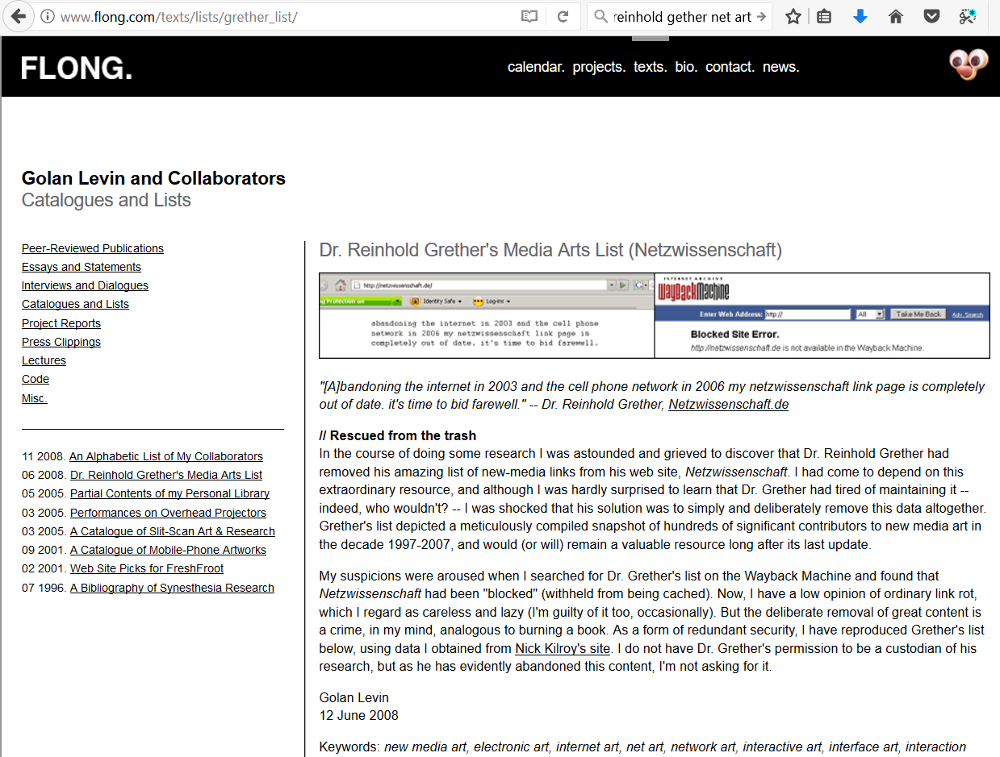 www.flong.com/texts/lists/grether_list/
reinhold gether net art
FLONG.
calendar. projects. texts. bio. contact. news.
Golan Levin and Collaborators
Catalogues and Lists
Peer-Reviewed Publications
Essays and Statements
Interviews and Dialogues
Catalogues and Lists
Project Reports
Press Clippings
Lectures
Code
Misc.
11 2008. An Alphabetic List of My Collaborators
06 2008. Dr. Reinhold Grether's Media Arts List
05 2005. Partial Contents of my Personal Library
03 2005. Performances on Overhead Projectors
03 2005. A Catalogue of Slit-Scan Art & Research
09 2001. A Catalogue of Mobile-Phone Artworks
02 2001. Web Site Picks for FreshFroot
07 1996. A Bibliography of Synesthesia Research
Dr. Reinhold Grether's Media Arts List (Netzwissenschaft)
http://netzwissenschaft.de/
Protection on Identity Safe Log-ins
abandoning the internet in 2003 and the cell phone
network in 2006 my netzwissenschaft link page is
completely out of date. it's time to bid farewell.
INTERNET ARCHIVE
WayBackMachine
Enter Web Address: http:// All Take Me Back Adv. Search
Blocked Site Error.
http://netzwissenschaft.de is not available in the Wayback Machine.
"[A]bandoning the internet in 2003 and the cell phone network in 2006 my netzwissenschaft link page is completely
out of date. it's time to bid farewell." -- Dr. Reinhold Grether, Netzwissenschaft.de
// Rescued from the trash
In the course of doing some research I was astounded and grieved to discover that Dr. Reinhold Grether had
removed his amazing list of new-media links from his web site, Netzwissenschaft. I had come to depend on this
extraordinary resource, and although I was hardly surprised to learn that Dr. Grether had tired of maintaining it --
indeed, who wouldn't? -- I was shocked that his solution was to simply and deliberately remove this data altogether.
Grether's list depicted a meticulously compiled snapshot of hundreds of significant contributors to new media art in
the decade 1997-2007, and would (or will) remain a valuable resource long after its last update.
My suspicions were aroused when I searched for Dr. Grether's list on the Wayback Machine and found that
Netzwissenschaft had been "blocked" (withheld from being cached). Now, I have a low opinion of ordinary link rot,
which I regard as careless and lazy (I'm guilty of it too, occasionally). But the deliberate removal of great content is
a crime, in my mind, analogous to burning a book. As a form of redundant security, I have reproduced Grether's list
below, using data I obtained from Nick Kilroy's site. I do not have Dr. Grether's permission to be a custodian of his
research, but as he has evidently abandoned this content, I'm not asking for it.
Golan Levin
12 June 2008
Keywords: new media art, electronic art, internet art, net art, network art, interactive art, interface art, interaction